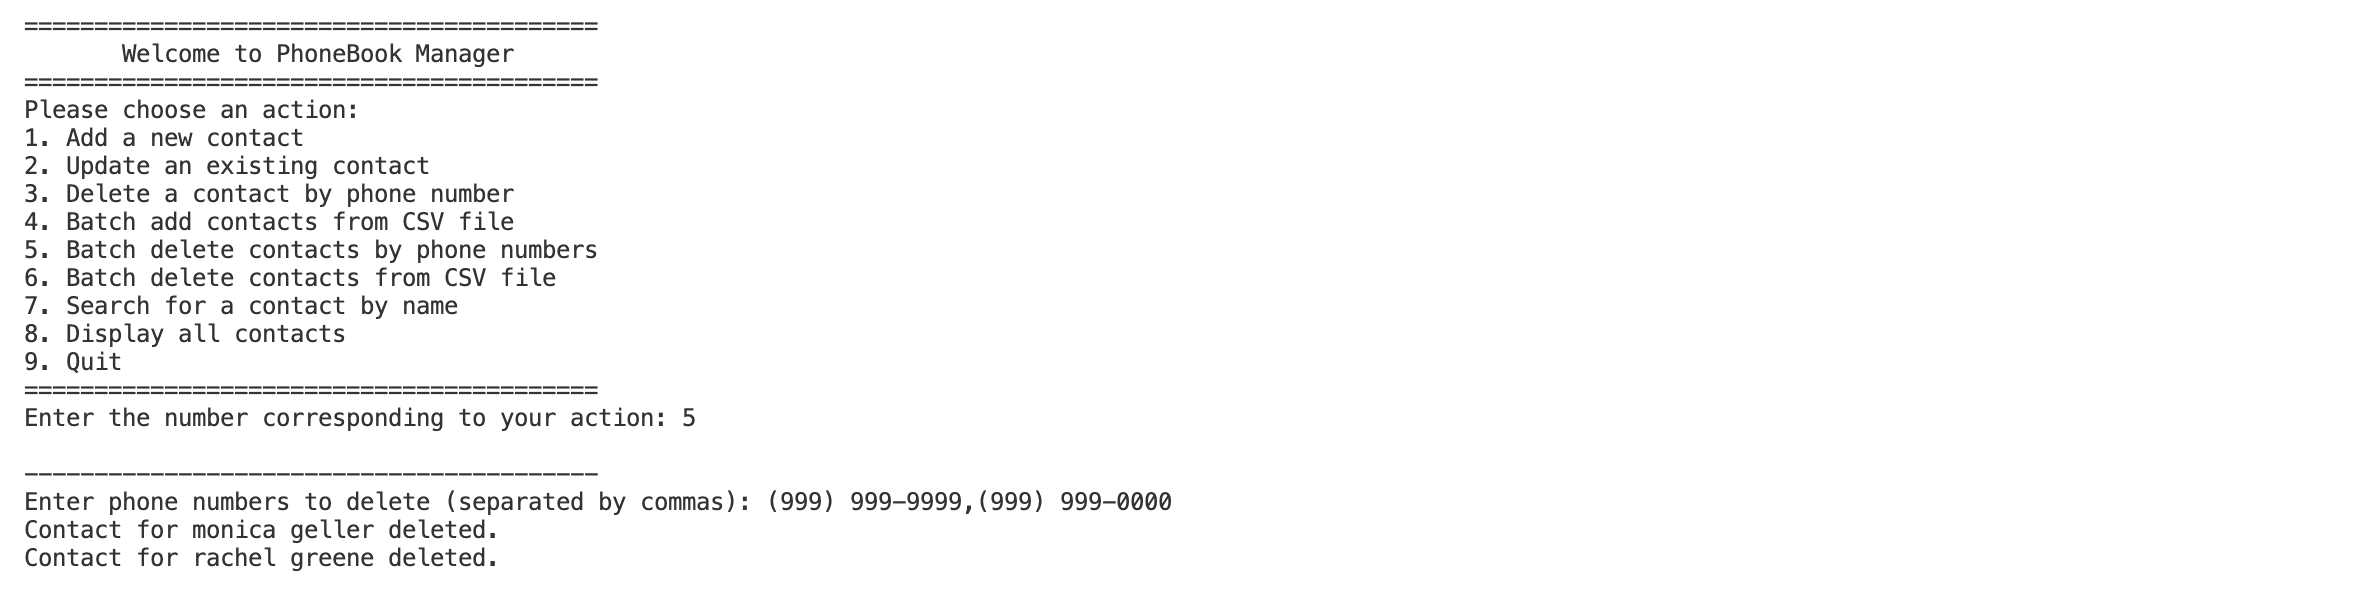 =========================================
       Welcome to PhoneBook Manager
=========================================
Please choose an action:
1. Add a new contact
2. Update an existing contact
3. Delete a contact by phone number
4. Batch add contacts from CSV file
5. Batch delete contacts by phone numbers
6. Batch delete contacts from CSV file
7. Search for a contact by name
8. Display all contacts
9. Quit
=========================================
Enter the number corresponding to your action: 5

-----------------------------------------
Enter phone numbers to delete (separated by commas): (999) 999-9999,(999) 999-0000
Contact for monica geller deleted.
Contact for rachel greene deleted.